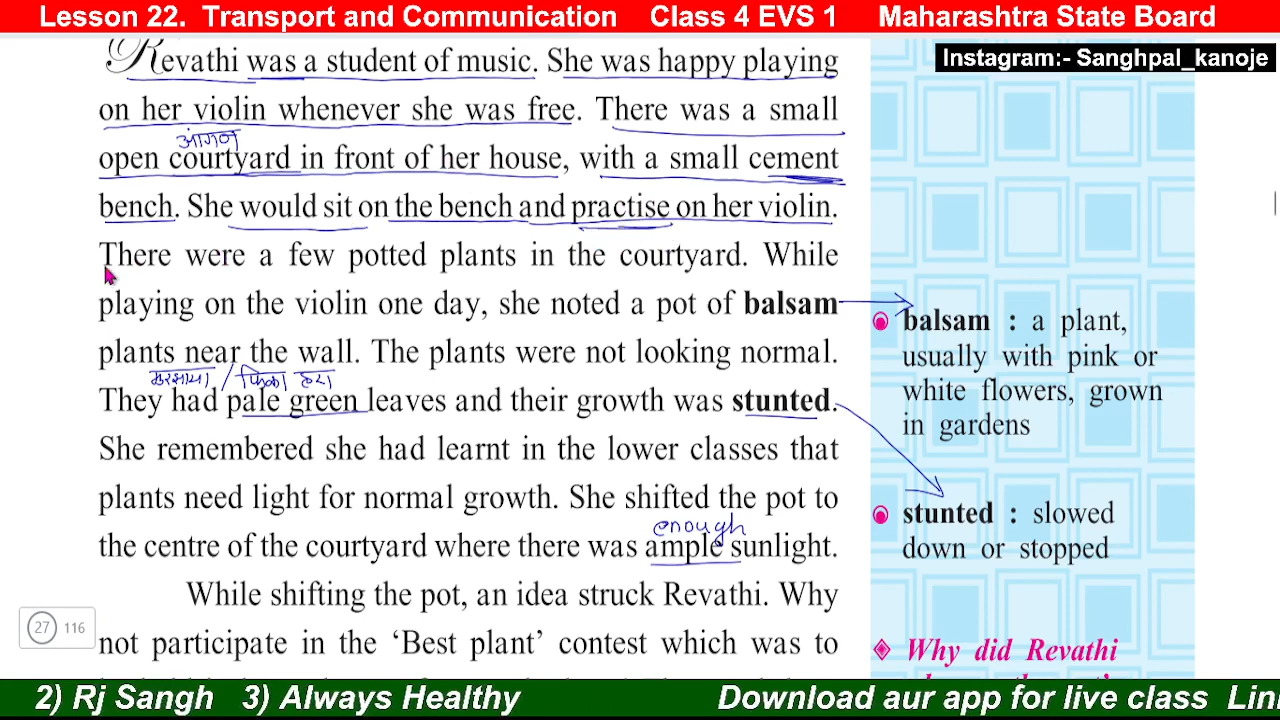 Lesson 22. Transport and Communication Class 4 EVS 1 Maharashtra State Board
Instagram:- Sanghpal_kanoje
Revathi was a student of music. She was happy playing
on her violin whenever she was free. There was a small
आंगण
open courtyard in front of her house, with a small cement
bench. She would sit on the bench and practise on her violin.
There were a few potted plants in the courtyard. While
playing on the violin one day, she noted a pot of balsam
plants near the wall. The plants were not looking normal.
They had pale green leaves and their growth was stunted.
She remembered she had learnt in the lower classes that
plants need light for normal growth. She shifted the pot to
enough
the centre of the courtyard where there was ample sunlight.
While shifting the pot, an idea struck Revathi. Why
not participate in the ‘Best plant’ contest which was to
balsam : a plant,
usually with pink or
white flowers, grown
in gardens
stunted : slowed
down or stopped
Why did Revathi
27 116
2) Rj Sangh 3) Always Healthy Download aur app for live class Lin